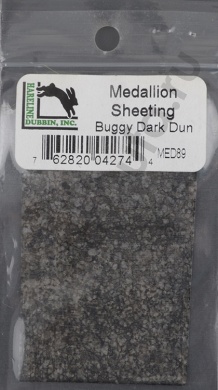 HARELINE
DUBBIN, INC.
Medallion
Sheeting
Buggy Dark Dun
7 62820 04274 4
MED89